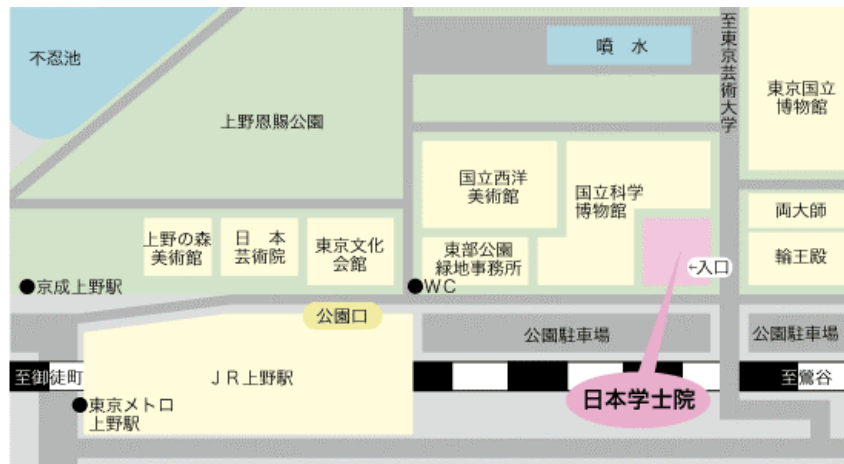 不忍池
上野恩賜公園
噴 水
至東京芸術大学
東京国立
博物館
国立西洋
美術館
国立科学
博物館
両大師
輪王殿
上野の森
美術館
日 本
芸術院
東京文化
会館
東部公園
緑地事務所
←入口
●京成上野駅
●WC
公園口
公園駐車場
公園駐車場
至御徒町
JR上野駅
至鶯谷
●東京メトロ
上野駅
日本学士院